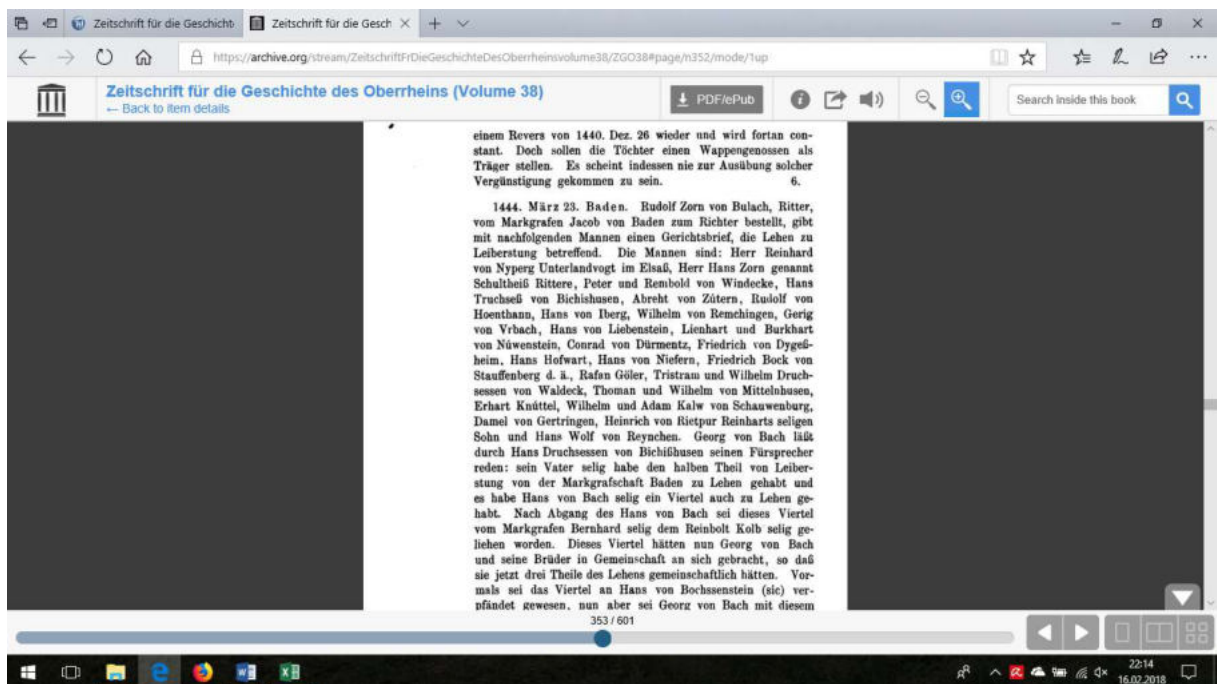 Zeitschrift für die Geschicht
Zeitschrift für die Gesch
https://archive.org/stream/ZeitschriftFrDieGeschichteDesOberrheinsvolume38/ZGO38#page/n352/mode/1up
Zeitschrift für die Geschichte des Oberrheins (Volume 38)
← Back to item details
PDF/ePub
Search inside this book
einem Revers von 1440. Dez. 26 wieder und wird fortan con-
stant. Doch sollen die Töchter einen Wappengenossen als
Träger stellen. Es scheint indessen nie zur Ausübung solcher
Vergünstigung gekommen zu sein. 6.
1444. März 23. Baden. Rudolf Zorn von Bulach, Ritter,
vom Markgrafen Jacob von Baden zum Richter bestellt, gibt
mit nachfolgenden Mannen einen Gerichtsbrief, die Lehen zu
Leiberstung betreffend. Die Mannen sind: Herr Reinhard
von Nyperg Unterlandvogt im Elsaß, Herr Hans Zorn genannt
Schultheiß Rittere, Peter und Rembold von Windecke, Hans
Truchseß von Bichishusen, Abreht von Zútern, Rudolf von
Hoenthann, Hans von Iberg, Wilhelm von Remchingen, Gerig
von Vrbach, Hans von Liebenstein, Lienhart und Burkhart
von Núwenstein, Conrad von Dürmentz, Friedrich von Dygeß-
heim, Hans Hofwart, Hans von Niefern, Friedrich Bock von
Stauffenberg d. ä., Rafan Göler, Tristram und Wilhelm Druch-
sessen von Waldeck, Thoman und Wilhelm von Mittelnhusen,
Erhart Knúttel, Wilhelm und Adam Kalw von Schauwenburg,
Damel von Gertringen, Heinrich von Rietpur Reinharts seligen
Sohn und Hans Wolf von Reynchen. Georg von Bach läßt
durch Hans Druchsessen von Bichißhusen seinen Fürsprecher
reden: sein Vater selig habe den halben Theil von Leiber-
stung von der Markgrafschaft Baden zu Lehen gehabt und
es habe Hans von Bach selig ein Viertel auch zu Lehen ge-
habt. Nach Abgang des Hans von Bach sei dieses Viertel
vom Markgrafen Bernhard selig dem Reinbolt Kolb selig ge-
liehen worden. Dieses Viertel hätten nun Georg von Bach
und seine Brüder in Gemeinschaft an sich gebracht, so daß
sie jetzt drei Theile des Lehens gemeinschaftlich hätten. Vor-
mals sei das Viertel an Hans von Bochssenstein (sic) ver-
pfändet gewesen, nun aber sei Georg von Bach mit diesem
353 / 601
22:14
16.02.2018